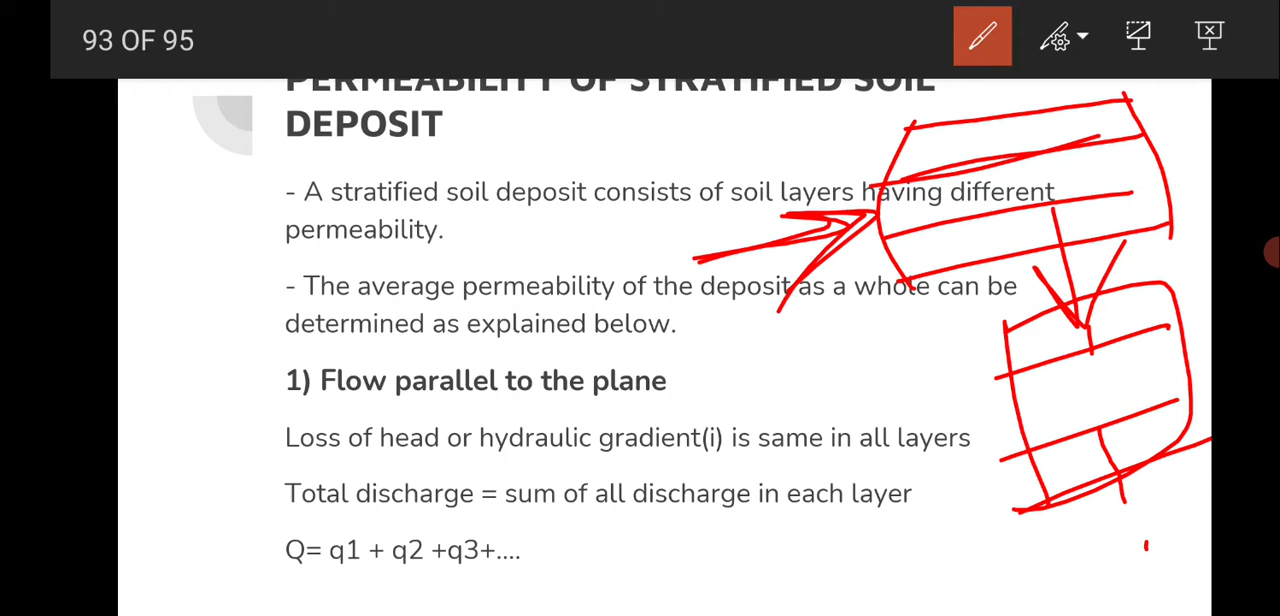 93 OF 95
PERMEABILITY OF STRATIFIED SOIL
DEPOSIT
- A stratified soil deposit consists of soil layers having different
permeability.
- The average permeability of the deposit as a whole can be
determined as explained below.
1) Flow parallel to the plane
Loss of head or hydraulic gradient(i) is same in all layers
Total discharge = sum of all discharge in each layer
Q= q1 + q2 +q3+....